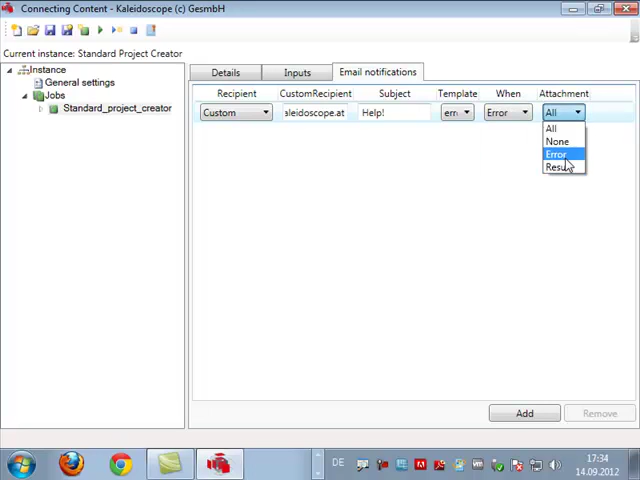 Connecting Content - Kaleidoscope (c) GesmbH
Current instance: Standard Project Creator
Instance
General settings
Jobs
Standard_project_creator
Details
Inputs
Email notifications
Recipient CustomRecipient Subject Template When Attachment
Custom aleidoscope.at Help! erro Error All
All
None
Error
Result
Add
Remove
DE
17:34
14.09.2012